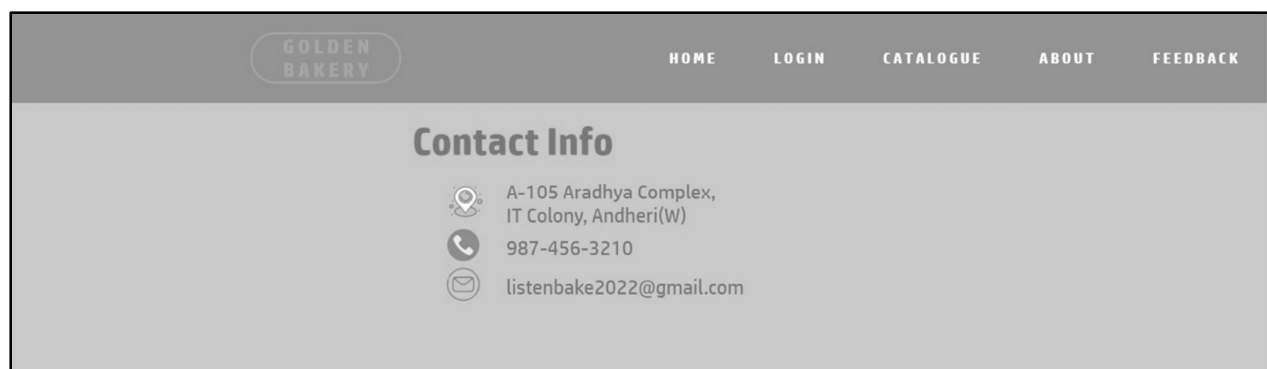 GOLDEN
BAKERY
HOME LOGIN CATALOGUE ABOUT FEEDBACK
Contact Info
A-105 Aradhya Complex,
IT Colony, Andheri(W)
987-456-3210
listenbake2022@gmail.com